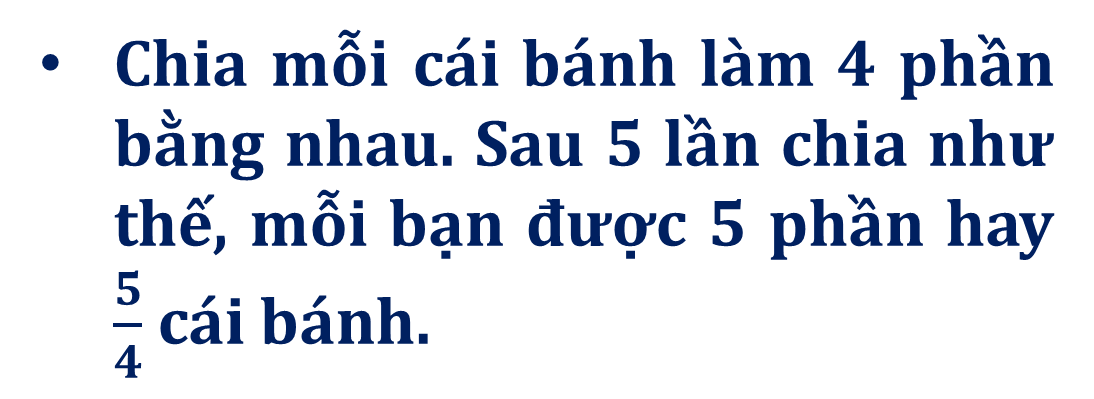 • Chia mỗi cái bánh làm 4 phần
bằng nhau. Sau 5 lần chia như
thế, mỗi bạn được 5 phần hay
5/4 cái bánh.